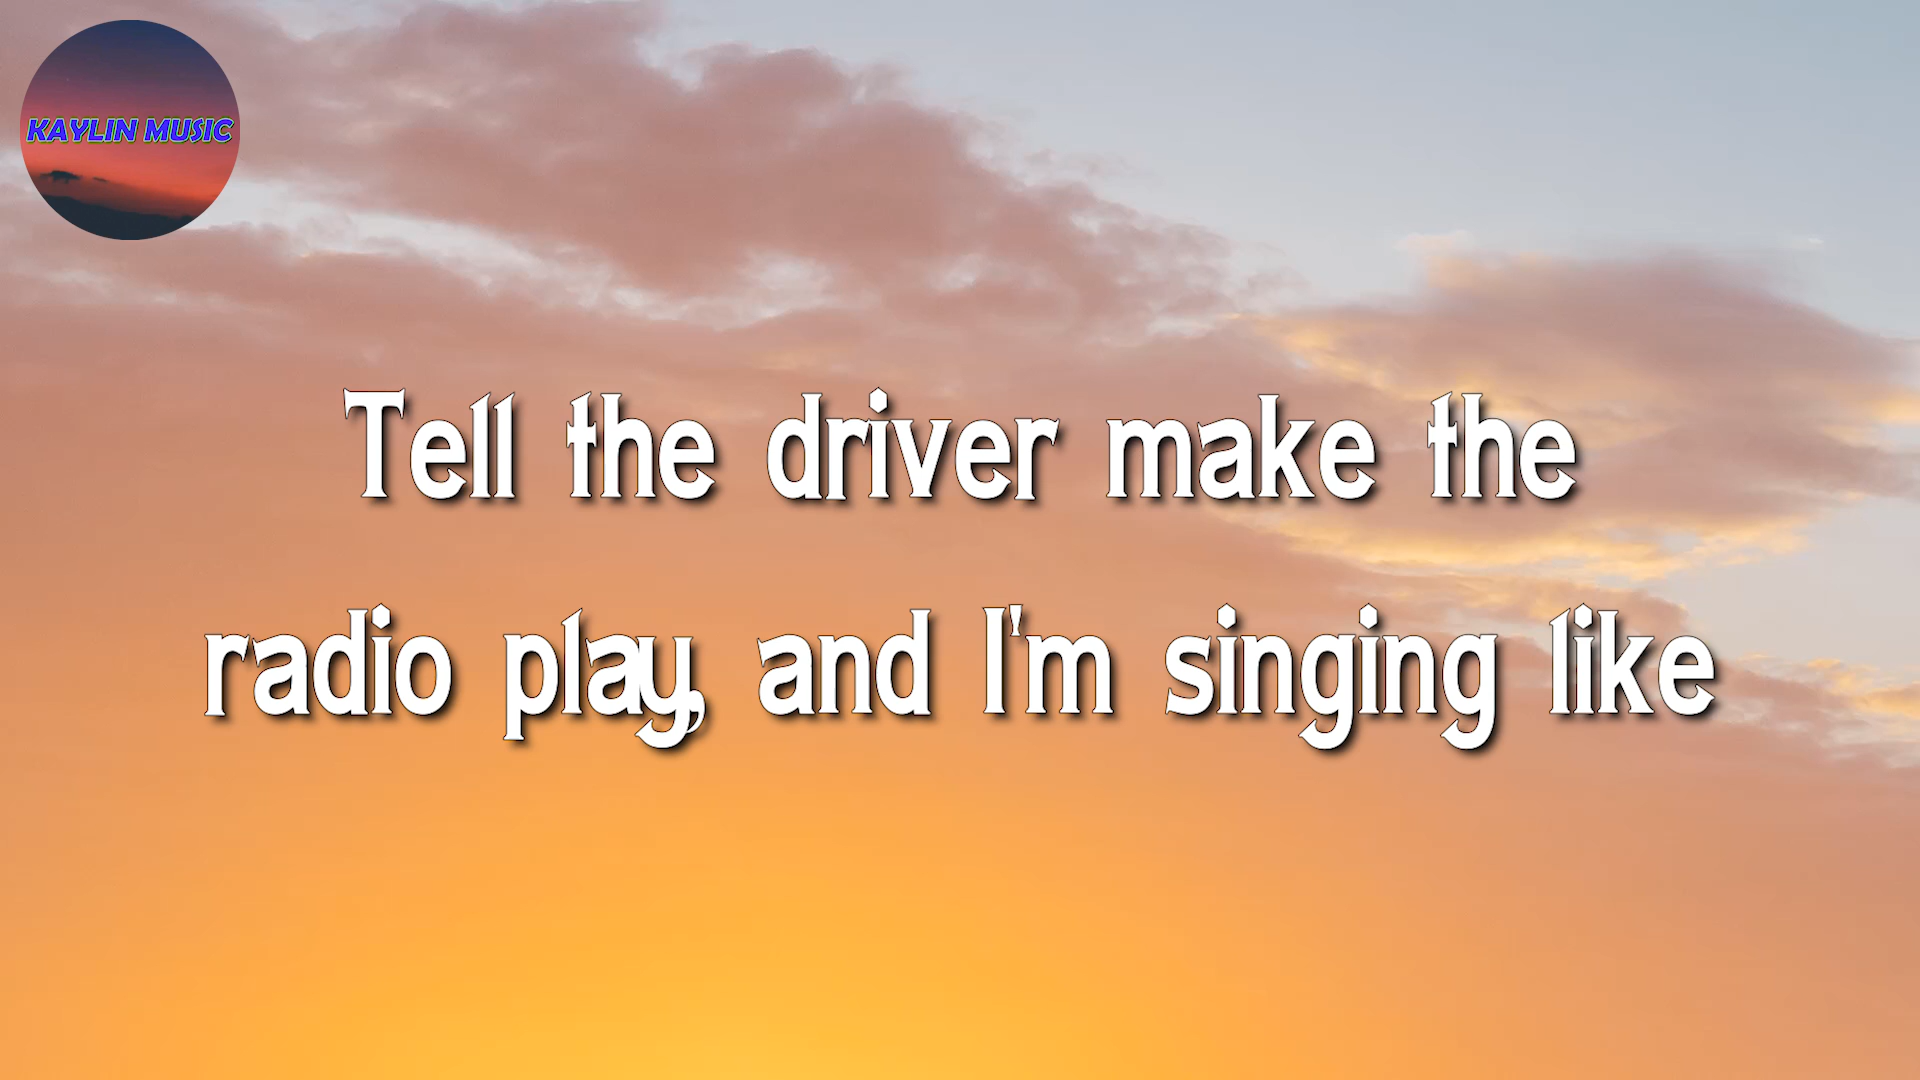 KAYLIN MUSIC
Tell the driver make the
radio play, and I'm singing like